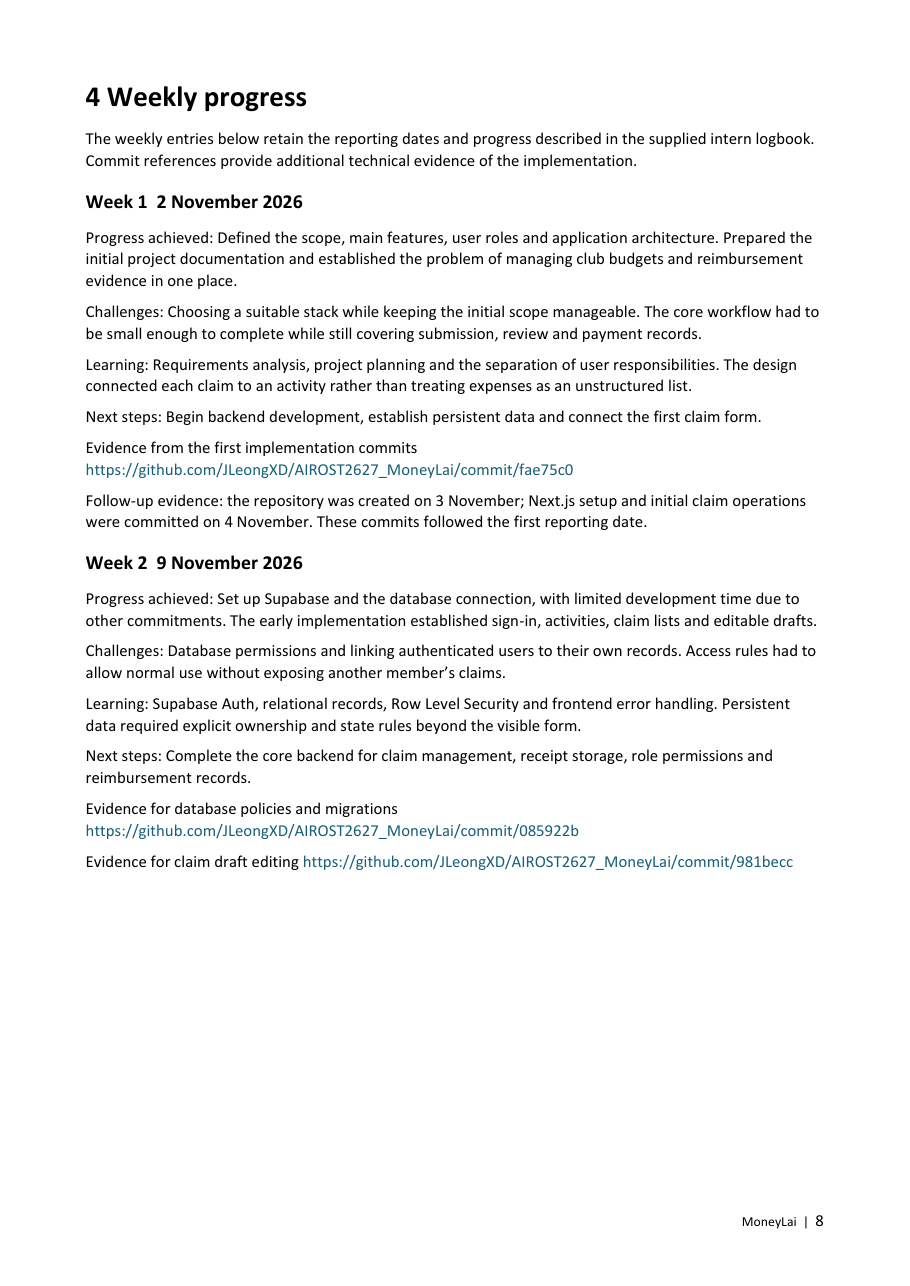 4 Weekly progress
The weekly entries below retain the reporting dates and progress described in the supplied intern logbook.
Commit references provide additional technical evidence of the implementation.
Week 1  2 November 2026
Progress achieved: Defined the scope, main features, user roles and application architecture. Prepared the
initial project documentation and established the problem of managing club budgets and reimbursement
evidence in one place.
Challenges: Choosing a suitable stack while keeping the initial scope manageable. The core workflow had to
be small enough to complete while still covering submission, review and payment records.
Learning: Requirements analysis, project planning and the separation of user responsibilities. The design
connected each claim to an activity rather than treating expenses as an unstructured list.
Next steps: Begin backend development, establish persistent data and connect the first claim form.
Evidence from the first implementation commits
https://github.com/JLeongXD/AIROST2627_MoneyLai/commit/fae75c0
Follow-up evidence: the repository was created on 3 November; Next.js setup and initial claim operations
were committed on 4 November. These commits followed the first reporting date.
Week 2  9 November 2026
Progress achieved: Set up Supabase and the database connection, with limited development time due to
other commitments. The early implementation established sign-in, activities, claim lists and editable drafts.
Challenges: Database permissions and linking authenticated users to their own records. Access rules had to
allow normal use without exposing another member’s claims.
Learning: Supabase Auth, relational records, Row Level Security and frontend error handling. Persistent
data required explicit ownership and state rules beyond the visible form.
Next steps: Complete the core backend for claim management, receipt storage, role permissions and
reimbursement records.
Evidence for database policies and migrations
https://github.com/JLeongXD/AIROST2627_MoneyLai/commit/085922b
Evidence for claim draft editing https://github.com/JLeongXD/AIROST2627_MoneyLai/commit/981becc
MoneyLai | 8